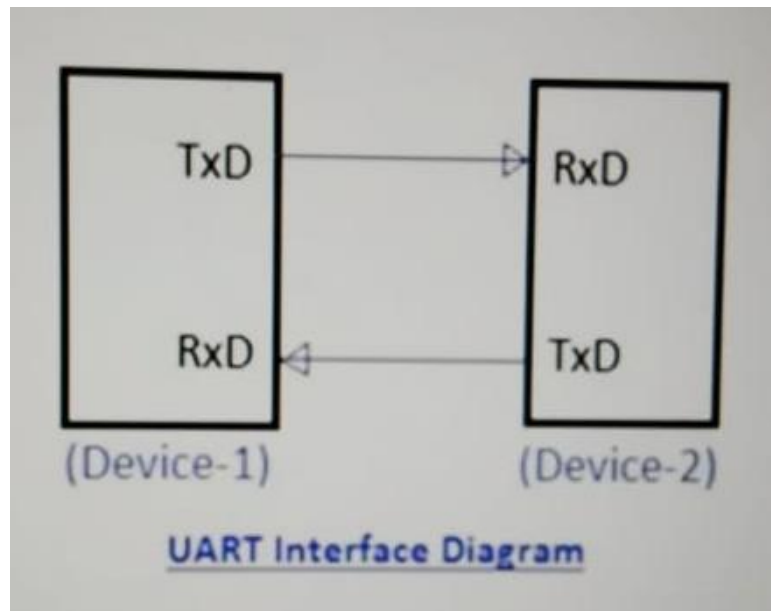 TxD RxD
RxD TxD
(Device-1) (Device-2)
UART Interface Diagram